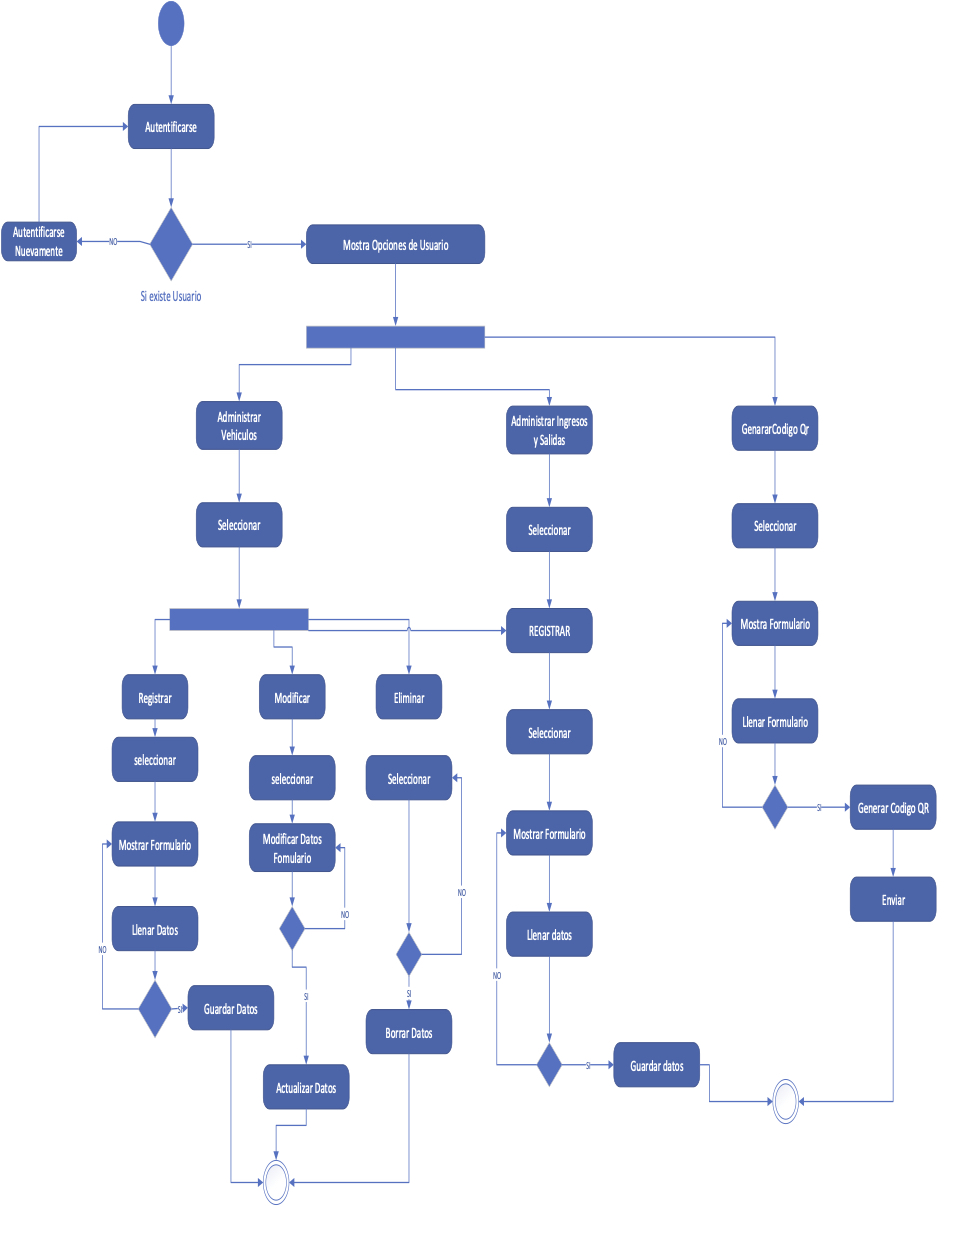 Autentificarse
Autentificarse
Nuevamente
NO
SI
Mostra Opciones de Usuario
Si existe Usuario
Administrar
Vehiculos
Administrar Ingresos
y Salidas
GenararCodigo Qr
Seleccionar
Seleccionar
Seleccionar
REGISTRAR
Mostra Formulario
Registrar
Modificar
Eliminar
Seleccionar
Llenar Formulario
NO
seleccionar
seleccionar
Seleccionar
SI
Generar Codigo QR
Mostrar Formulario
Modificar Datos
Fomulario
Mostrar Formulario
NO
NO
Enviar
Llenar Datos
Llenar datos
NO
NO
SI
SI
SI
Guardar Datos
Borrar Datos
SI
Guardar datos
Actualizar Datos